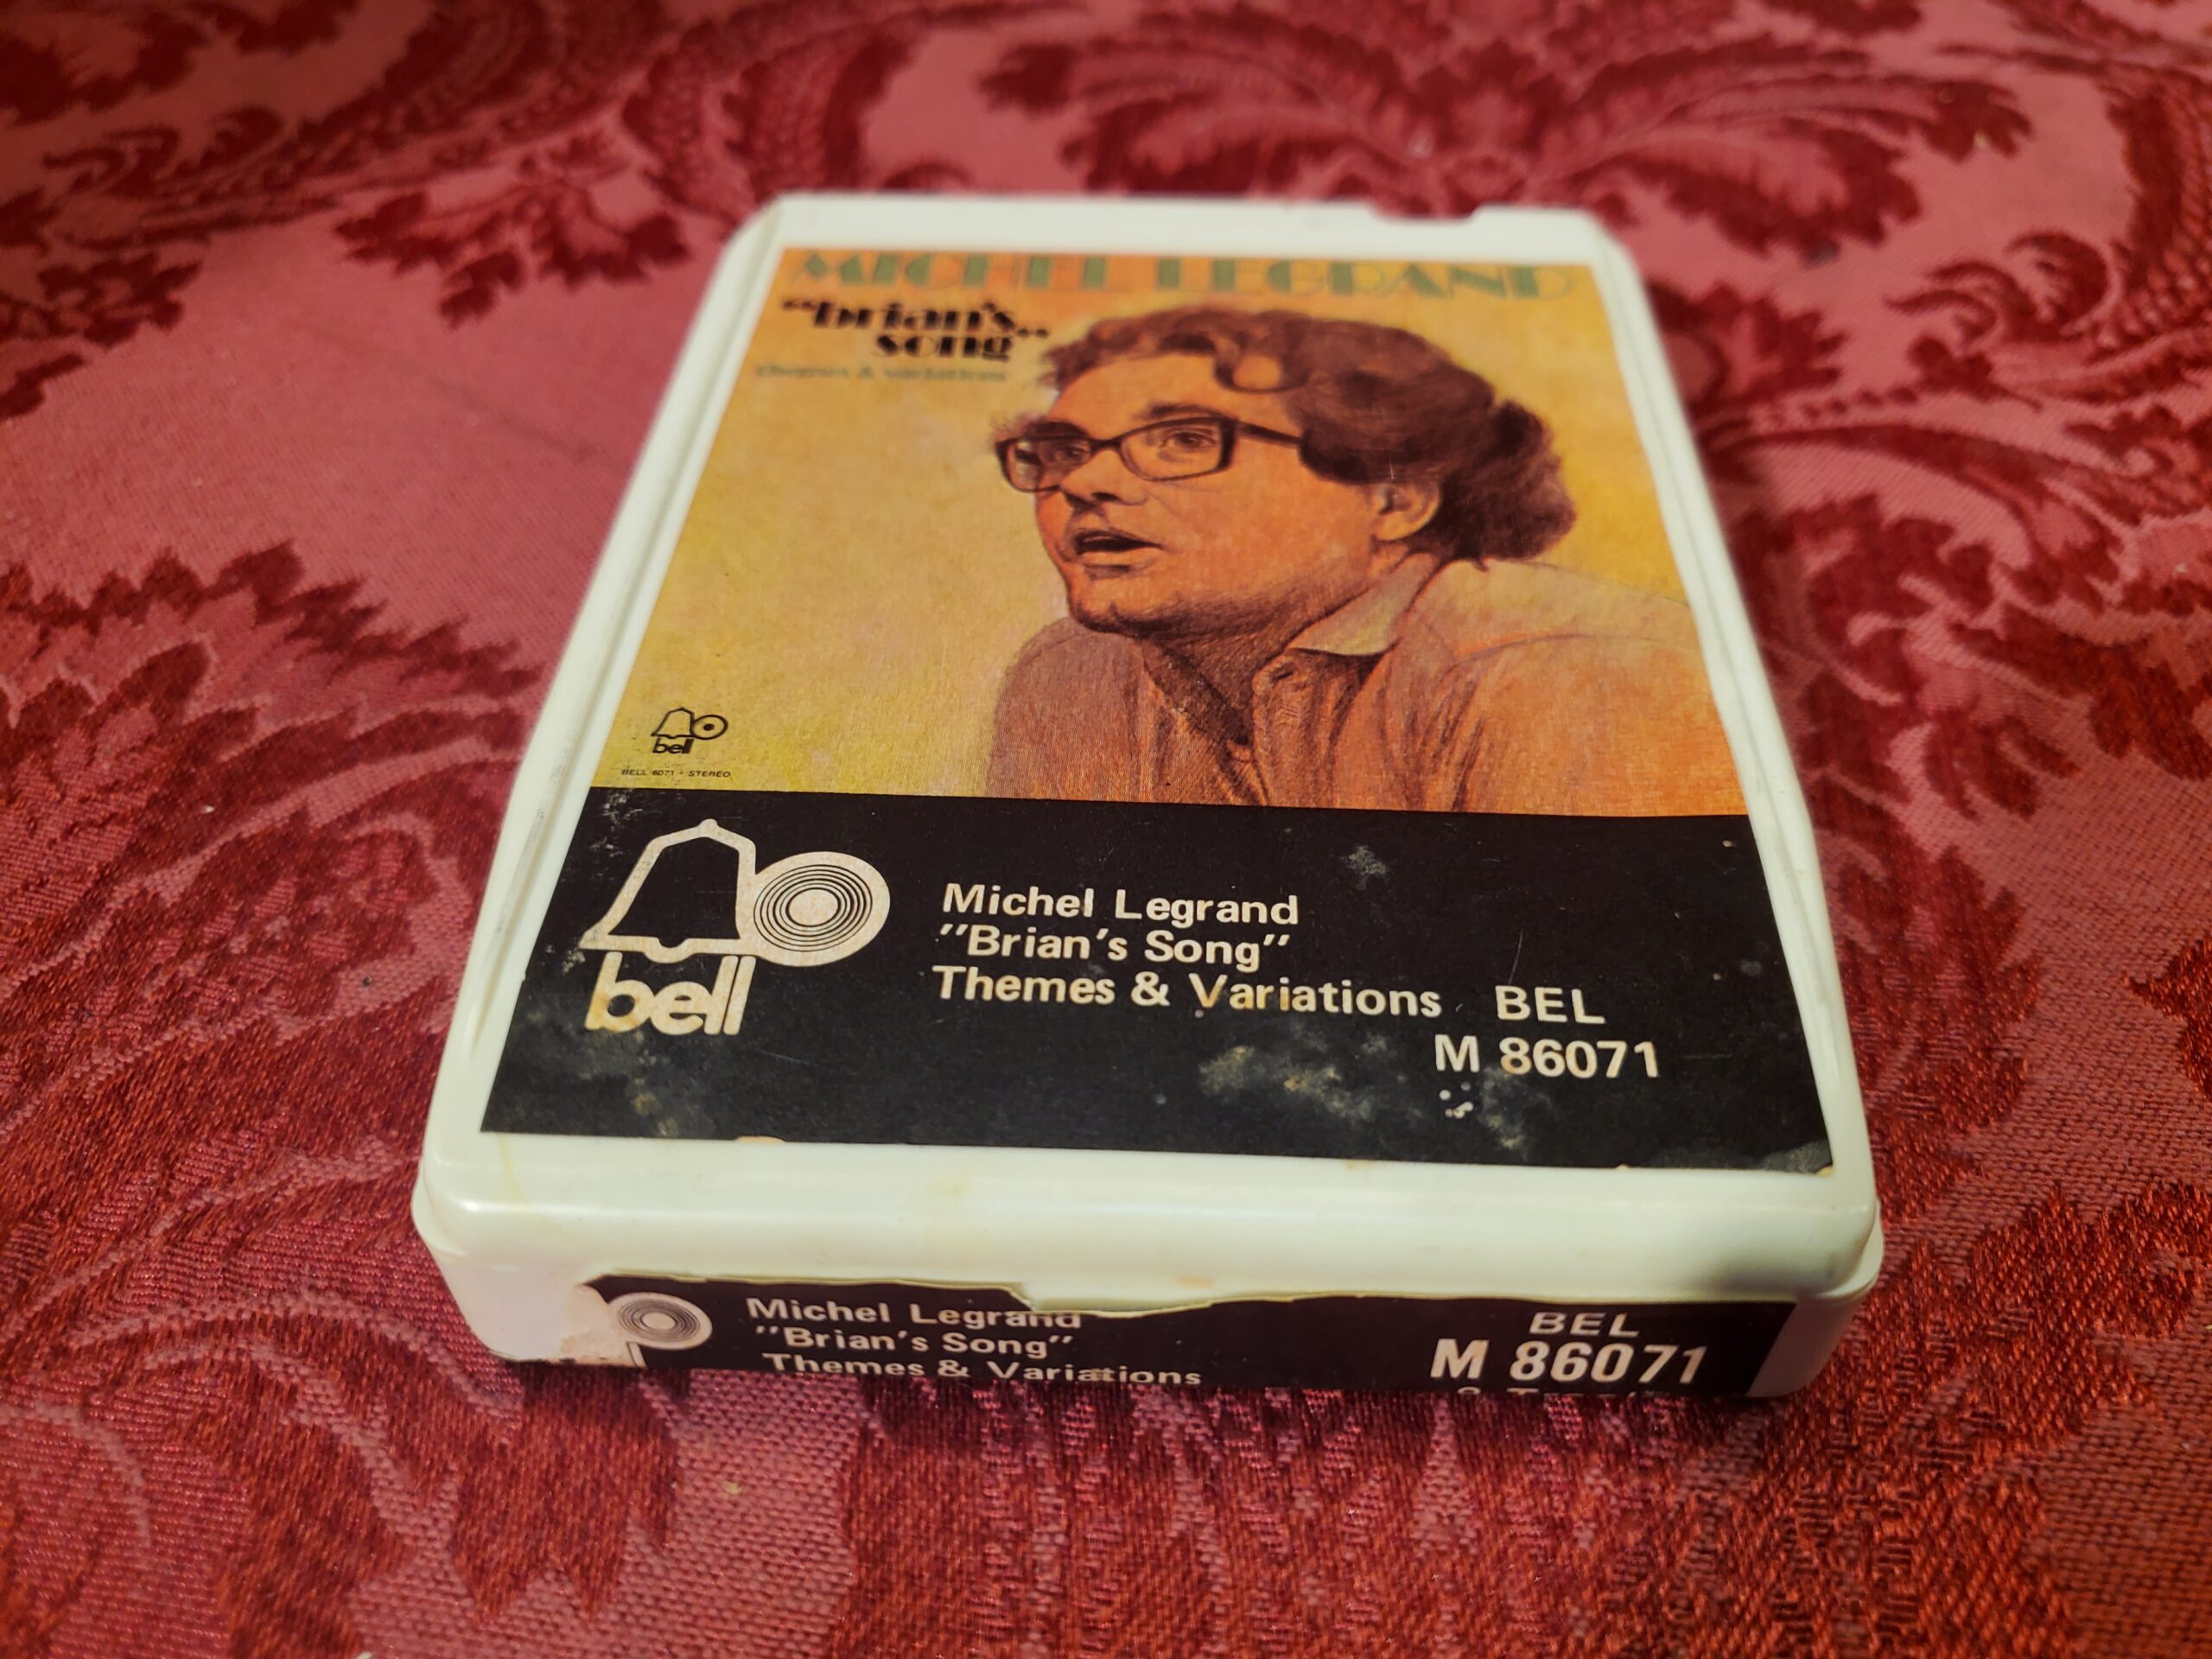 MICHEL LEGRAND
"brian's
song"
themes & variations
bell
BELL 6071 • STEREO
bell
Michel Legrand
"Brian's Song"
Themes & Variations BEL
M 86071
Michel Legrand
"Brian's Song"
Themes & Variations
BEL
M 86071